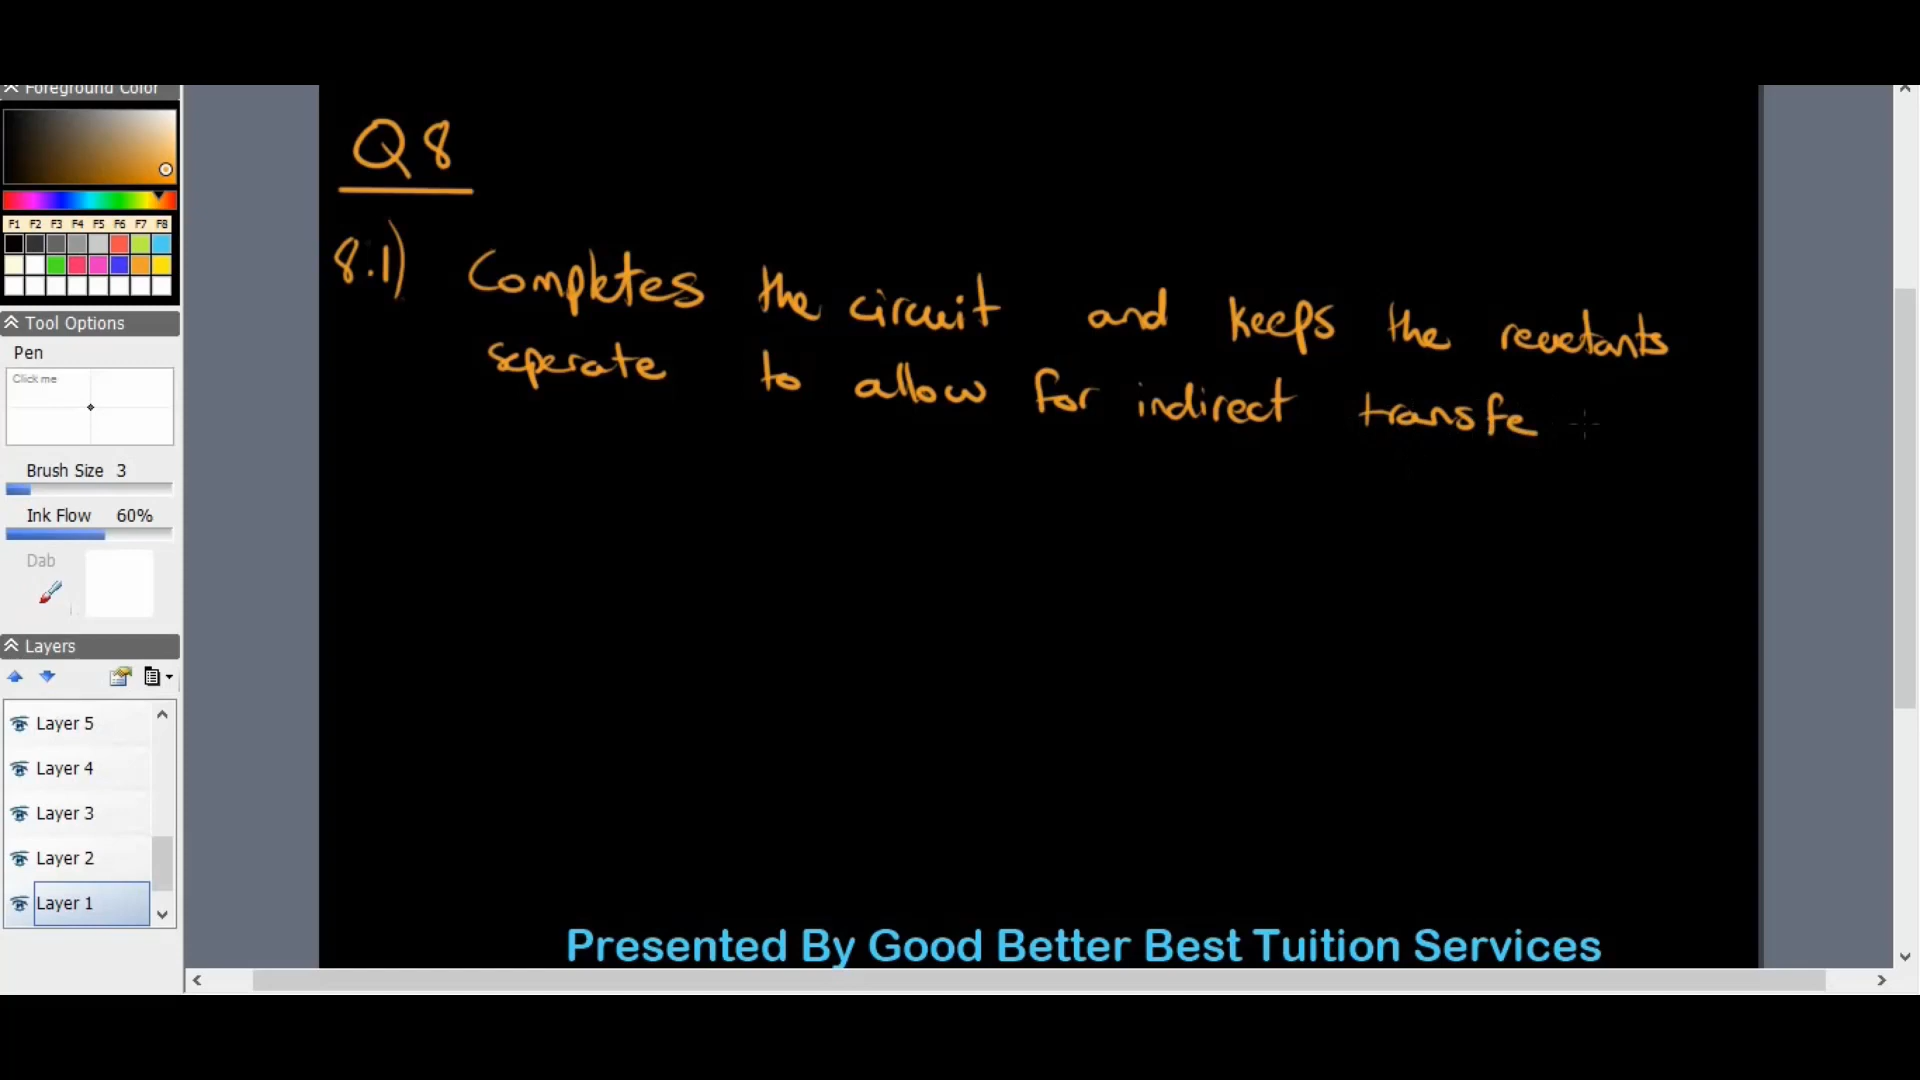 Foreground Color
F1 F2 F3 F4 F5 F6 F7 F8
Tool Options
Pen
Click me
Brush Size 3
Ink Flow 60%
Dab
Layers
Layer 5
Layer 4
Layer 3
Layer 2
Layer 1
Q8
8.1) Completes the circuit and keeps the reactants
seperate to allow for indirect transfe
Presented By Good Better Best Tuition Services